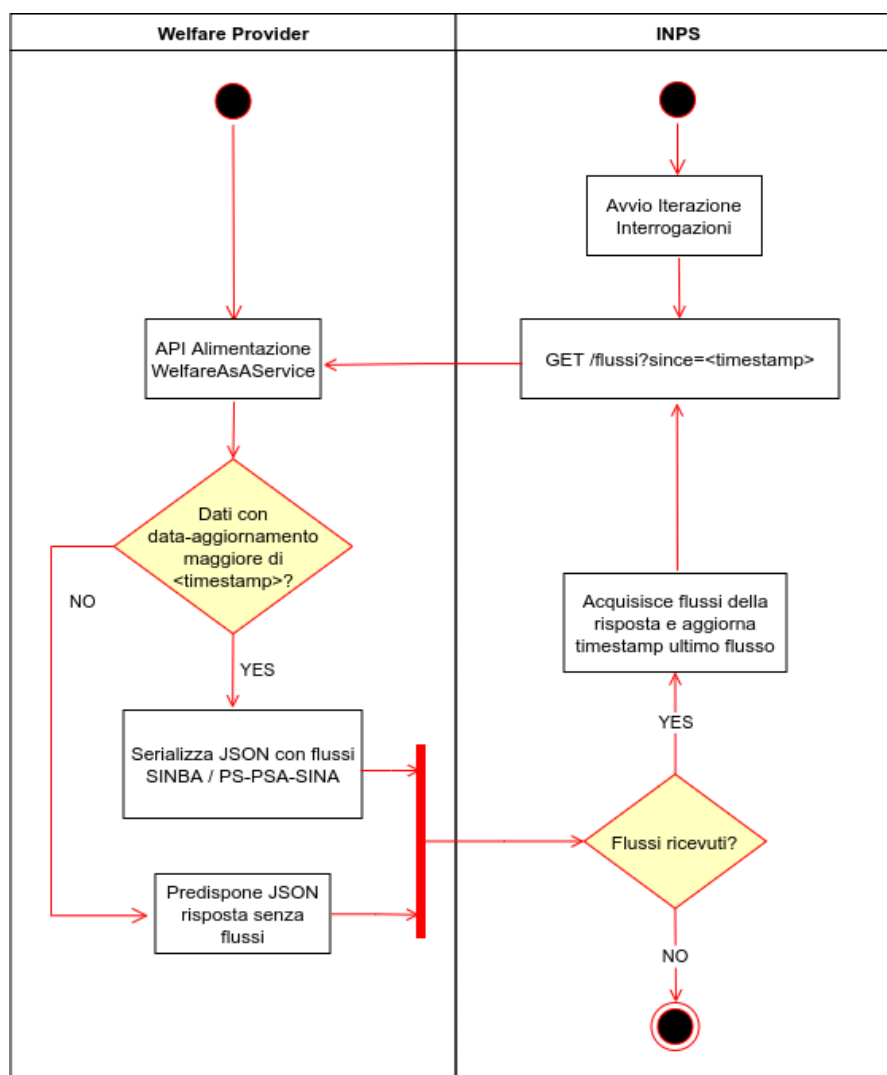 Welfare Provider
INPS
Avvio Iterazione
Interrogazioni
API Alimentazione
WelfareAsAService
GET /flussi?since=<timestamp>
Dati con
data-aggiornamento
maggiore di
<timestamp>?
NO
YES
Acquisisce flussi della
risposta e aggiorna
timestamp ultimo flusso
Serializza JSON con flussi
SINBA / PS-PSA-SINA
YES
Flussi ricevuti?
Predispone JSON
risposta senza
flussi
NO